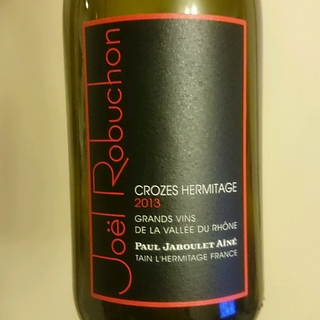 Joël Robuchon
CROZES HERMITAGE
2013
GRANDS VINS
DE LA VALLÉE DU RHÔNE
PAUL JABOULET AÎNÉ
TAIN L'HERMITAGE FRANCE